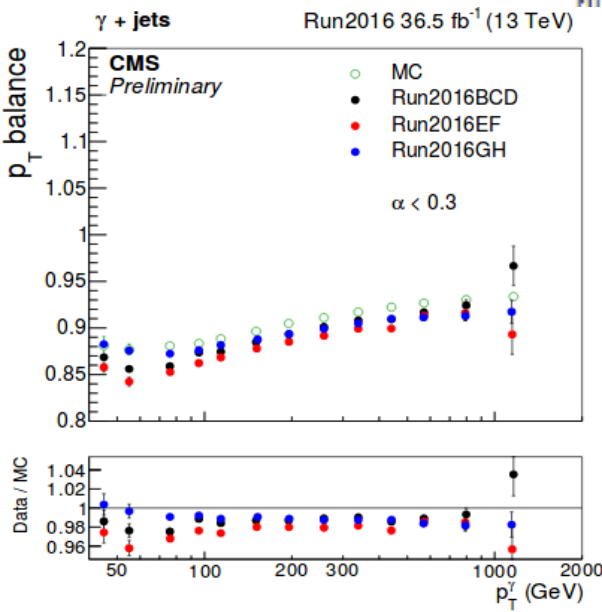 γ + jets Run2016 36.5 fb⁻¹ (13 TeV)
CMS
Preliminary
MC
Run2016BCD
Run2016EF
Run2016GH
α < 0.3
p_T balance
1.2
1.15
1.1
1.05
1
0.95
0.9
0.85
0.8
Data / MC
1.04
1.02
1
0.98
0.96
50 100 200 300 1000 2000
p_T^γ (GeV)